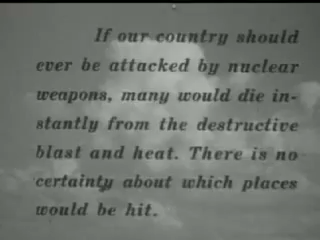 If our country should
ever be attacked by nuclear
weapons, many would die in-
stantly from the destructive
blast and heat. There is no
certainty about which places
would be hit.